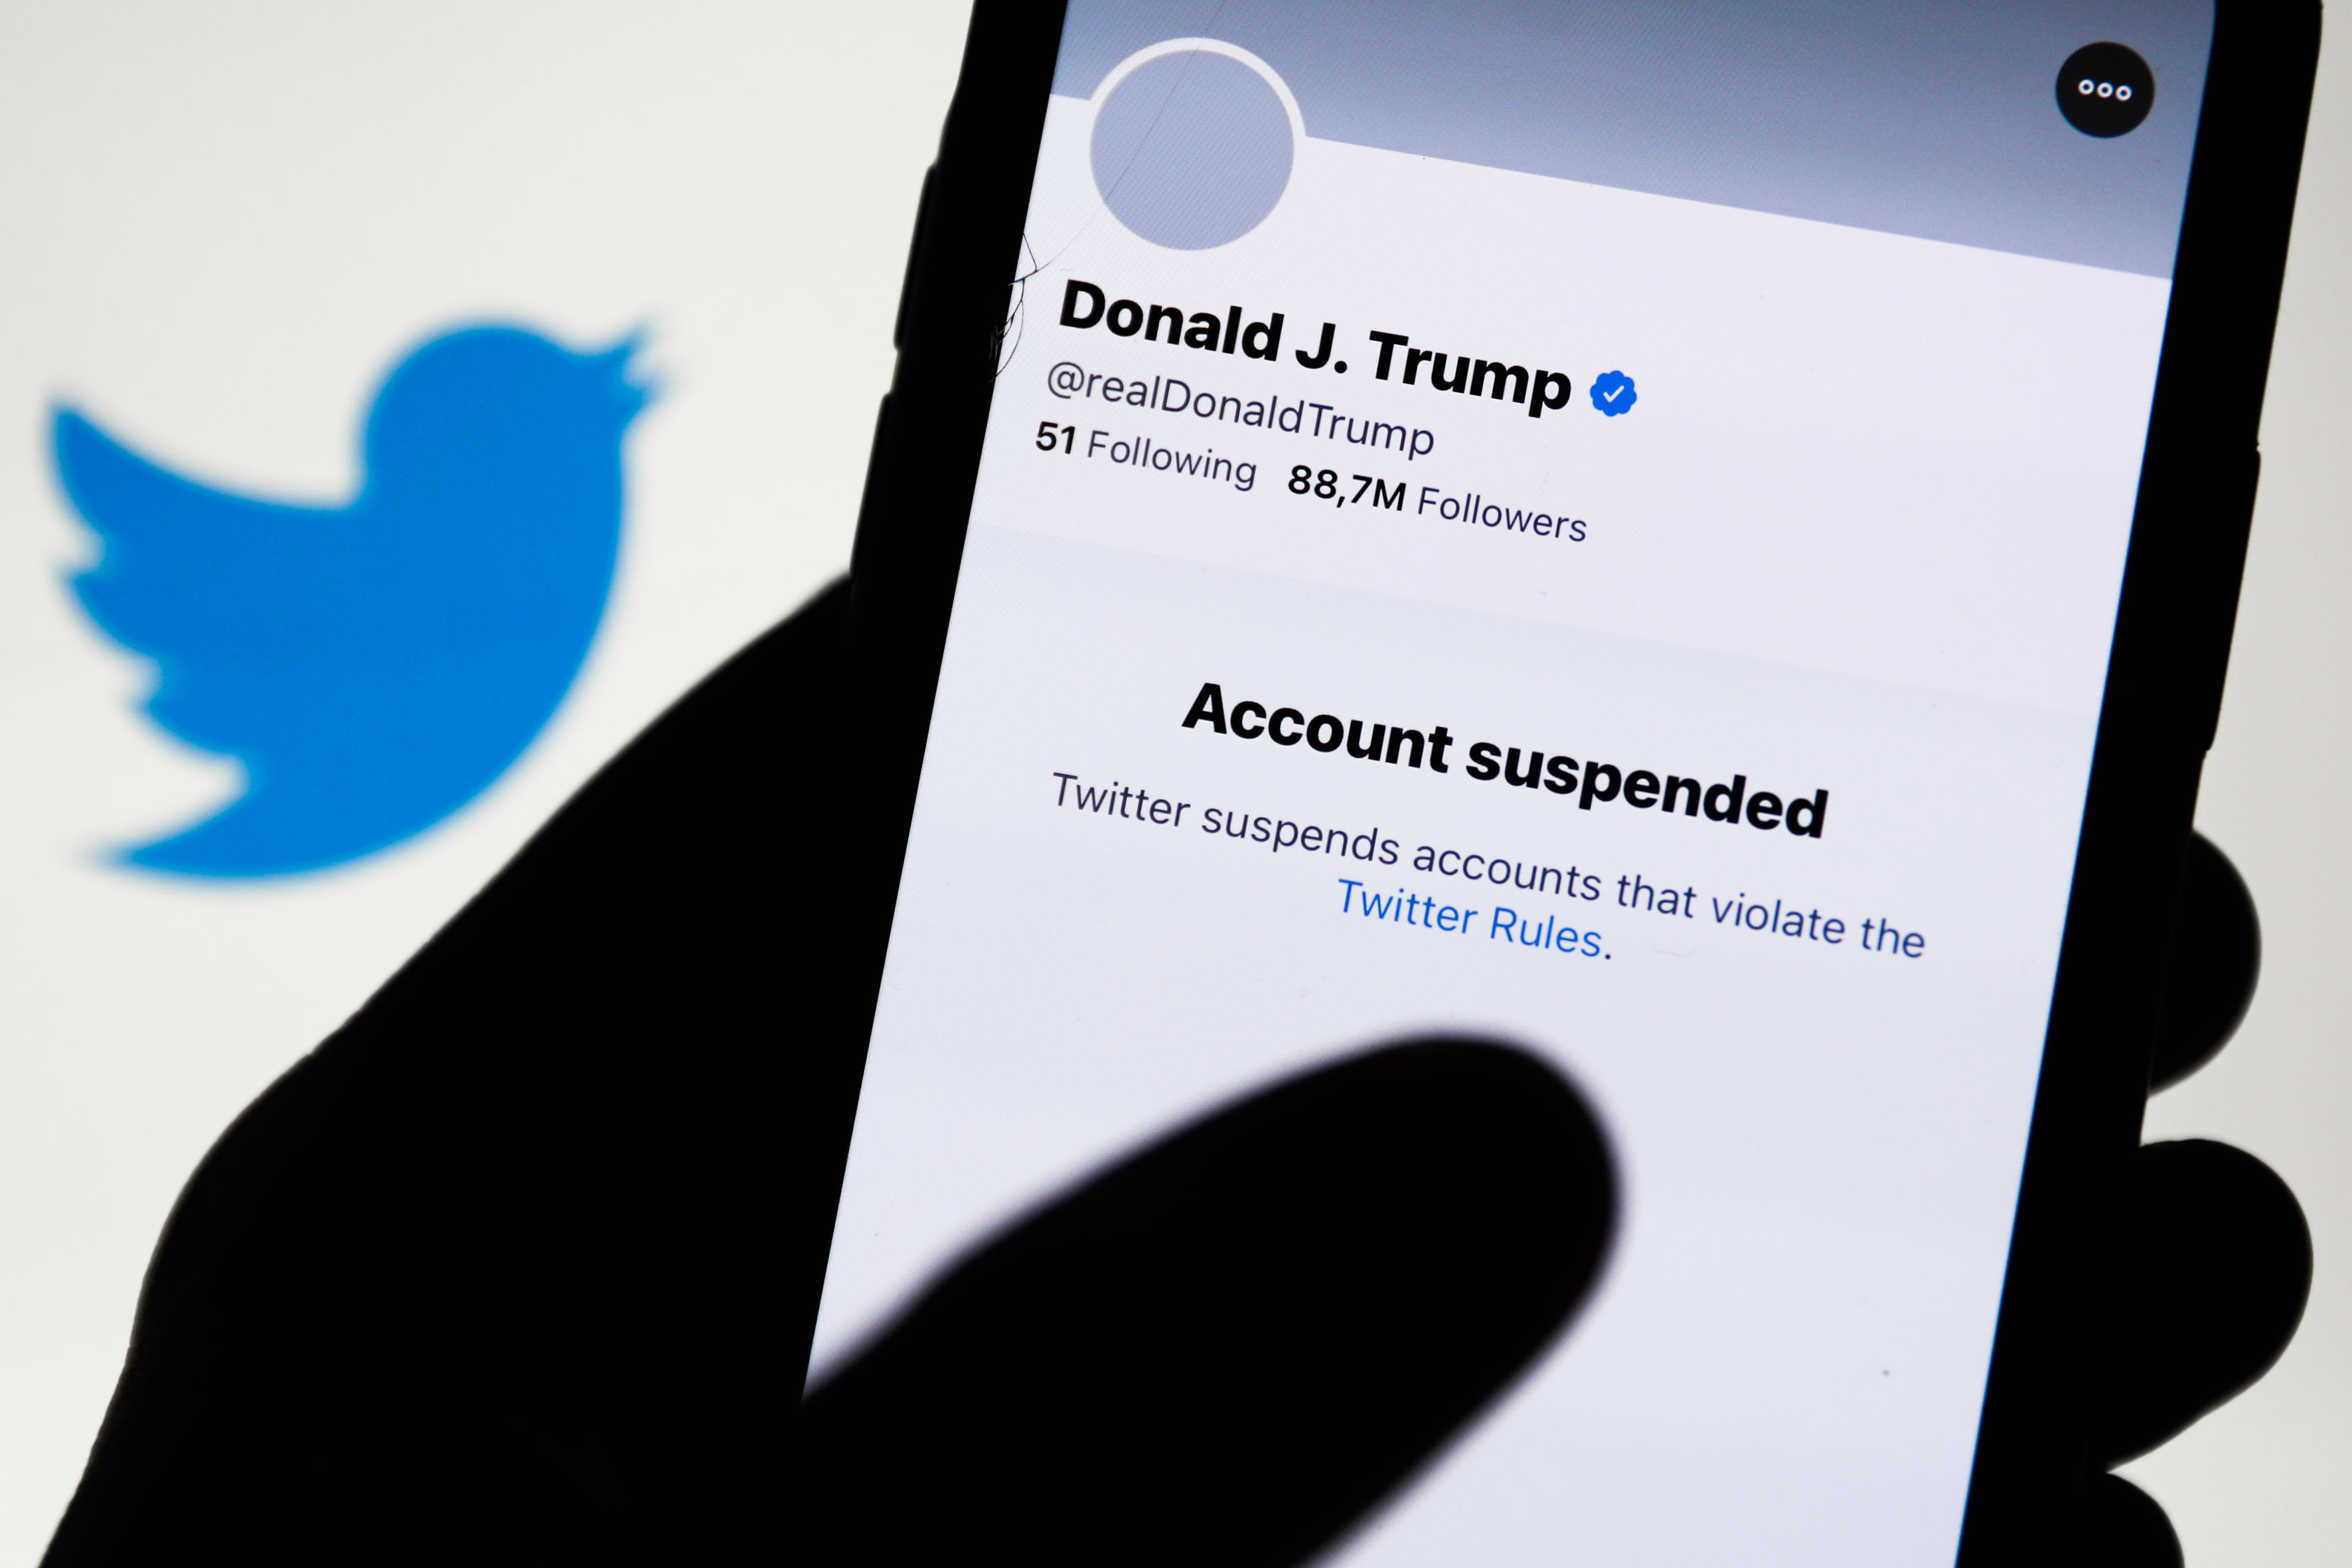 Donald J. Trump
@realDonaldTrump
51 Following 88,7M Followers
Account suspended
Twitter suspends accounts that violate the
Twitter Rules.